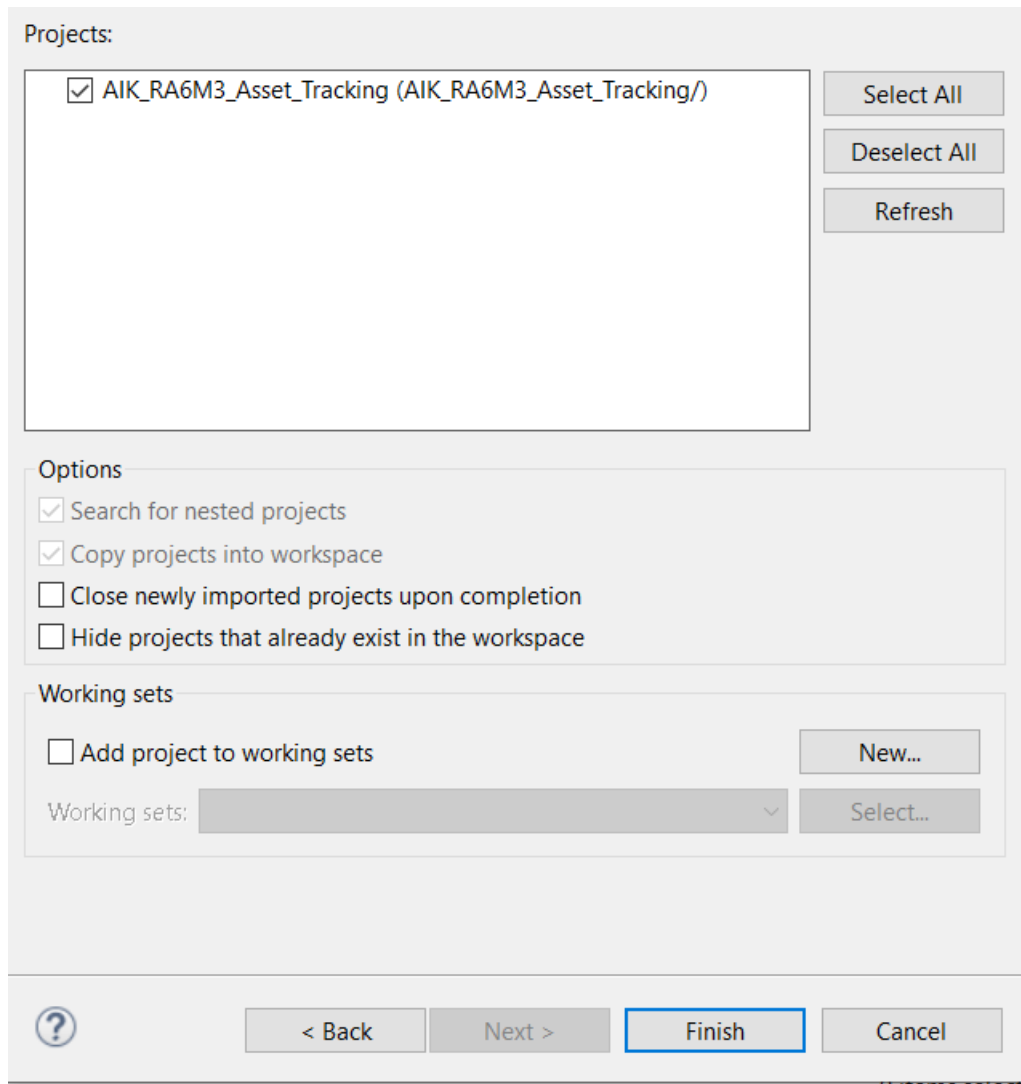 Projects:
AIK_RA6M3_Asset_Tracking (AIK_RA6M3_Asset_Tracking/)
Select All
Deselect All
Refresh
Options
Search for nested projects
Copy projects into workspace
Close newly imported projects upon completion
Hide projects that already exist in the workspace
Working sets
Add project to working sets
New...
Working sets:
Select...
< Back
Next >
Finish
Cancel